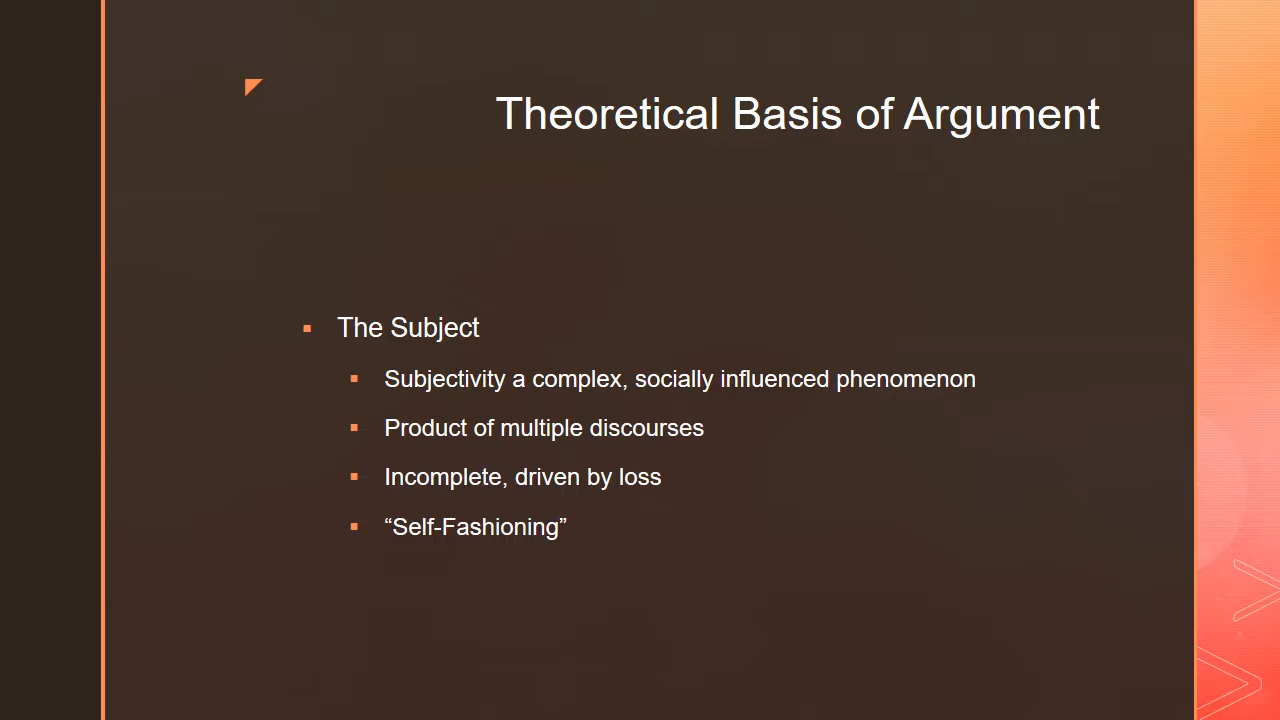 Theoretical Basis of Argument
The Subject
Subjectivity a complex, socially influenced phenomenon
Product of multiple discourses
Incomplete, driven by loss
“Self-Fashioning”